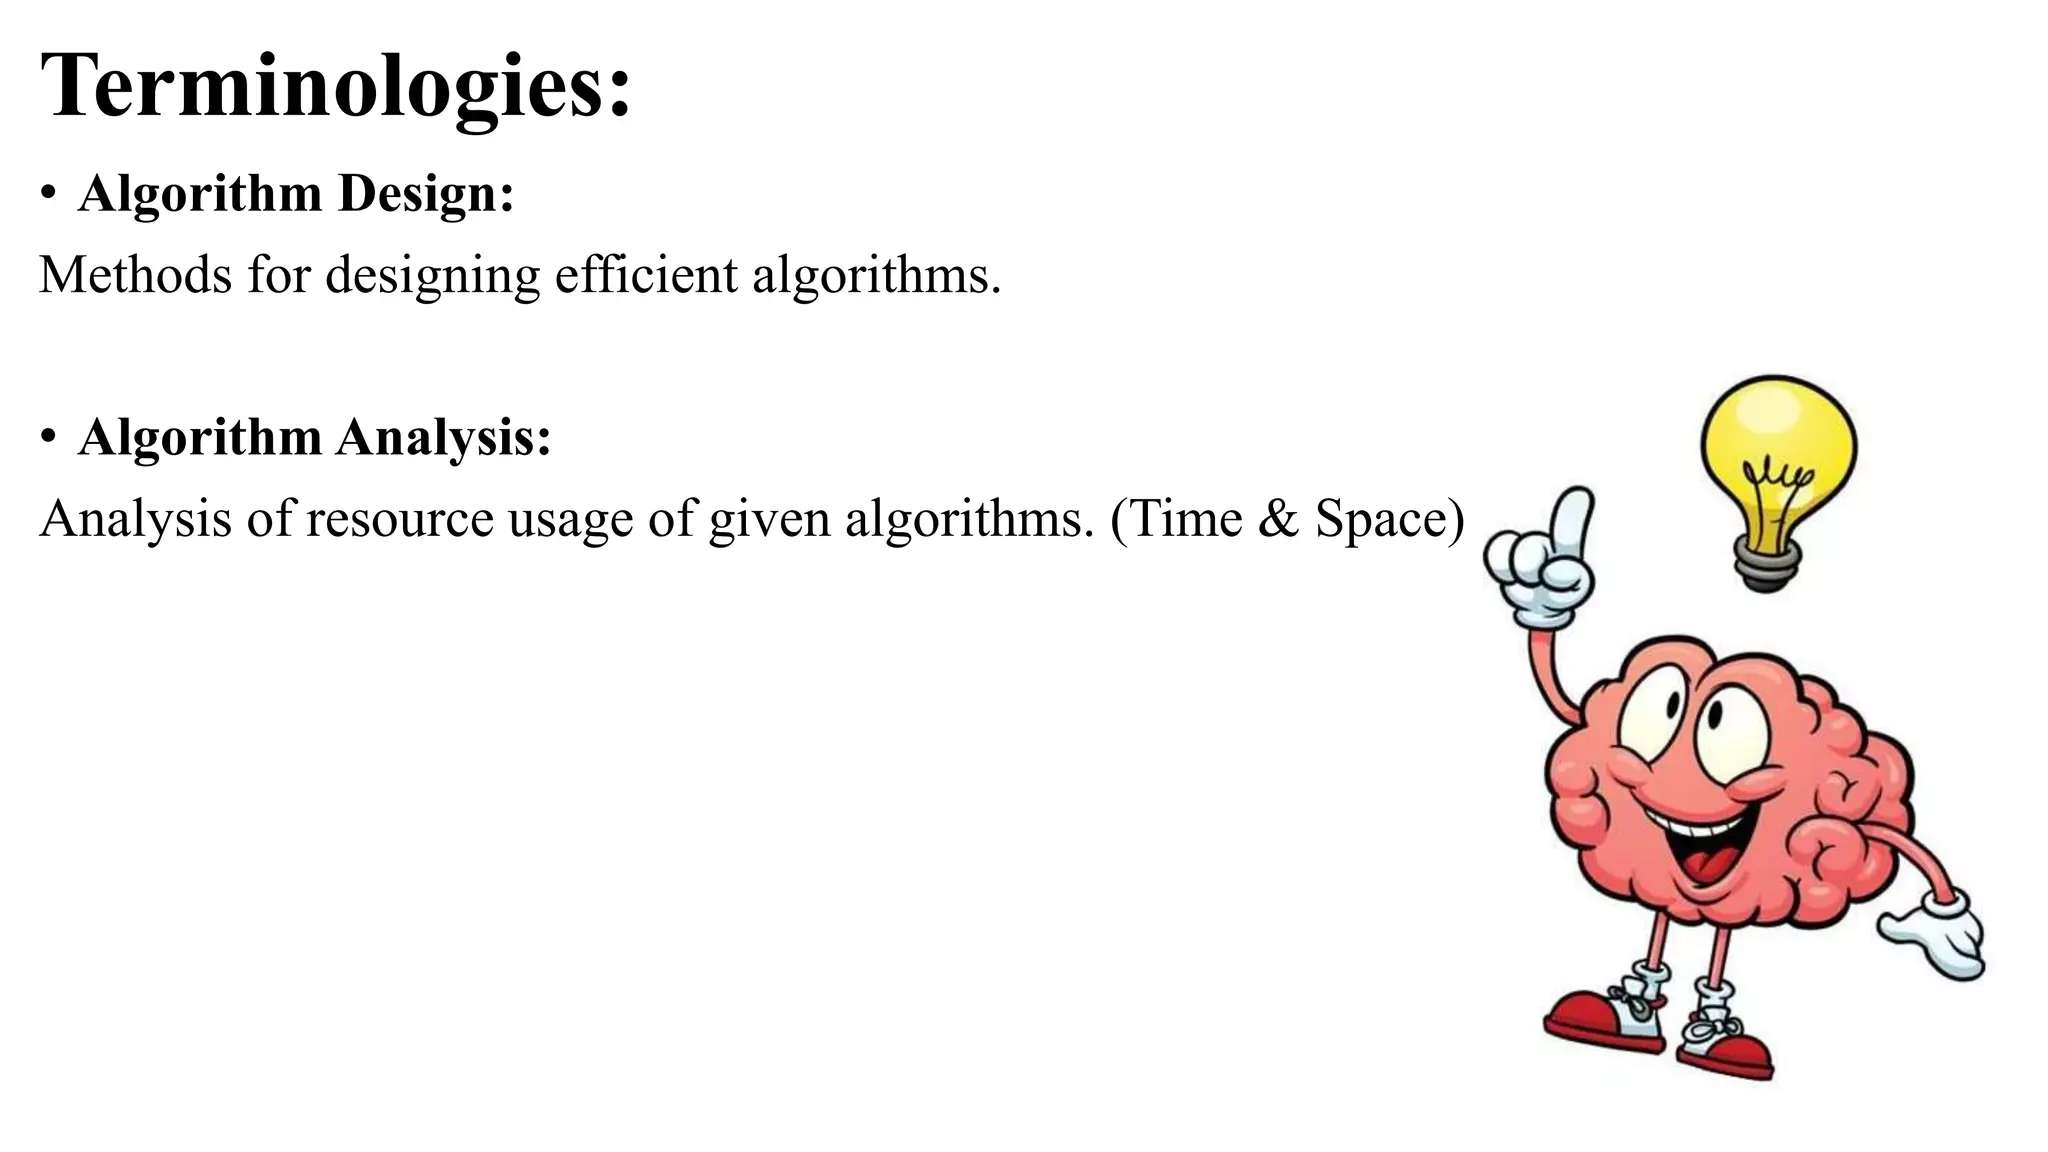 Terminologies:
• Algorithm Design:
Methods for designing efficient algorithms.
• Algorithm Analysis:
Analysis of resource usage of given algorithms. (Time & Space)